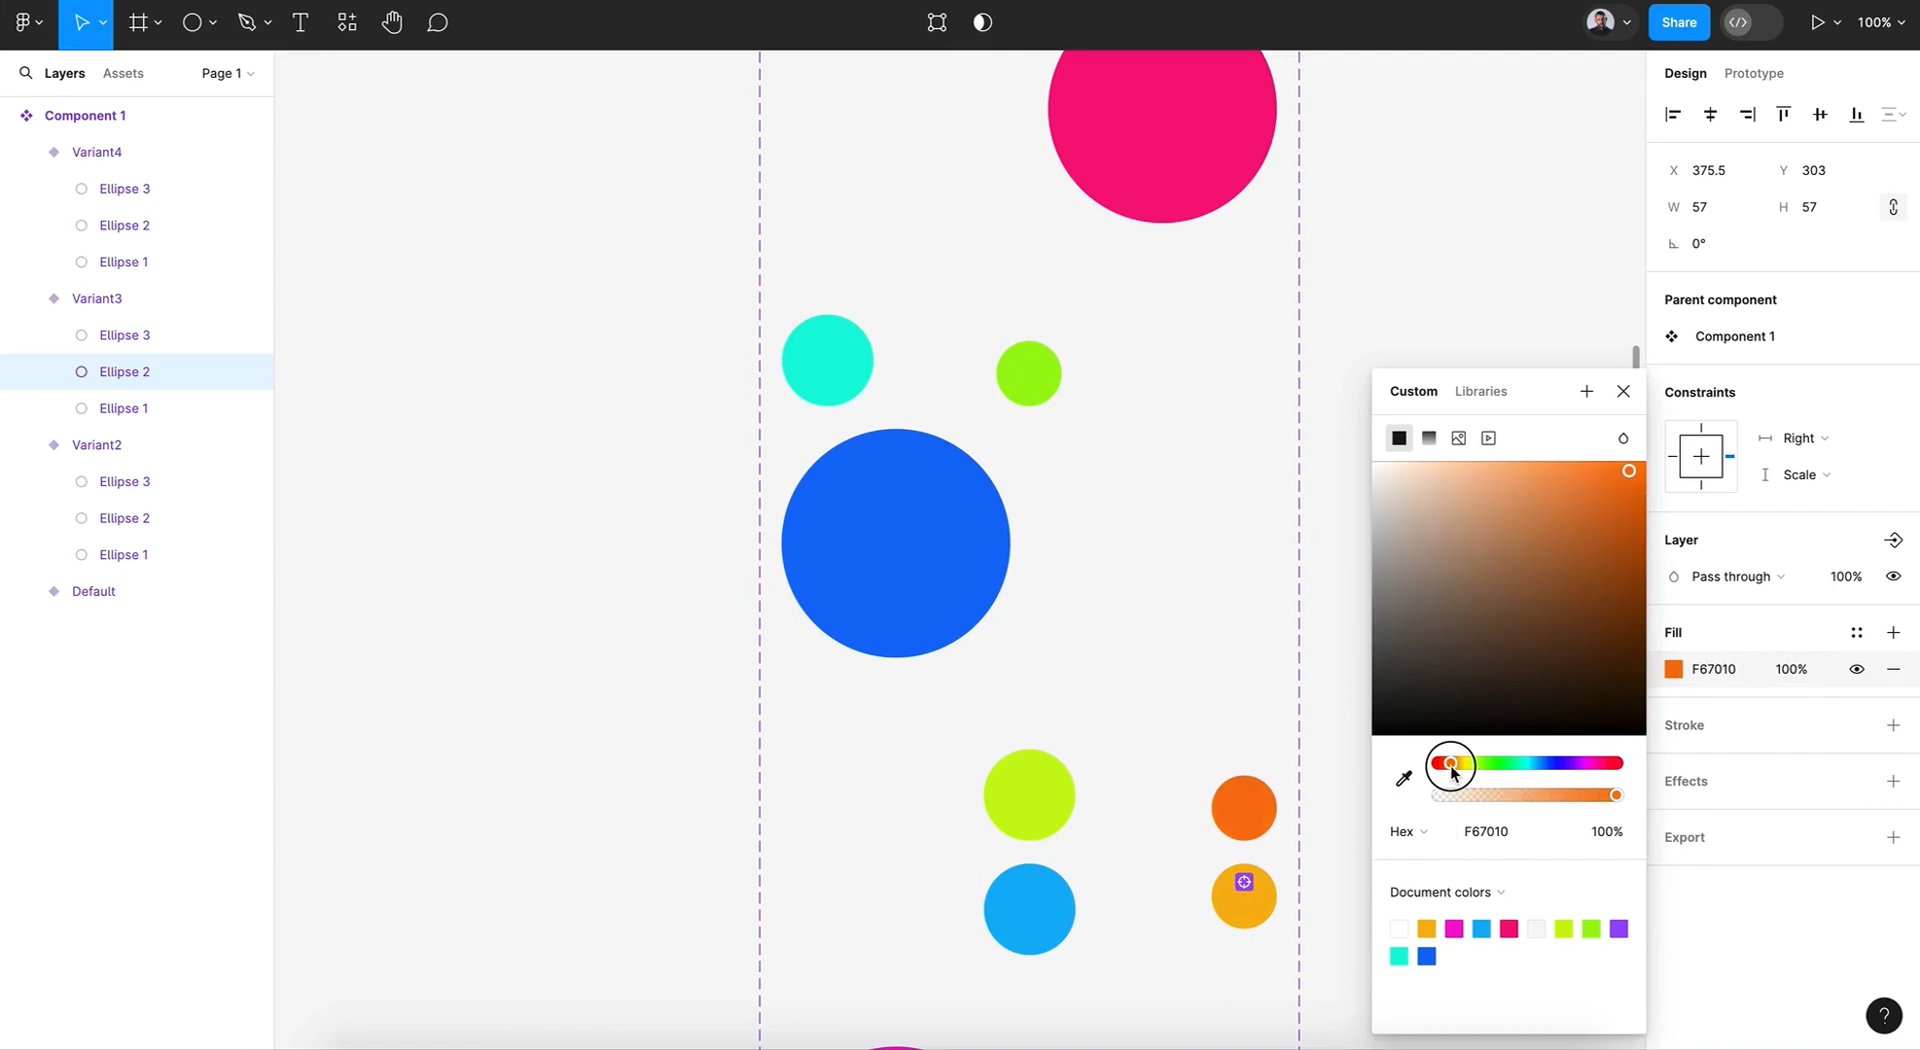 Share
100%
Layers
Assets
Page 1
Component 1
Variant4
Ellipse 3
Ellipse 2
Ellipse 1
Variant3
Ellipse 3
Ellipse 2
Ellipse 1
Variant2
Ellipse 3
Ellipse 2
Ellipse 1
Default
Custom
Libraries
Hex
F67010
100%
Document colors
Design
Prototype
X 375.5
Y 303
W 57
H 57
0°
Parent component
Component 1
Constraints
Right
Scale
Layer
Pass through
100%
Fill
F67010
100%
Stroke
Effects
Export
?